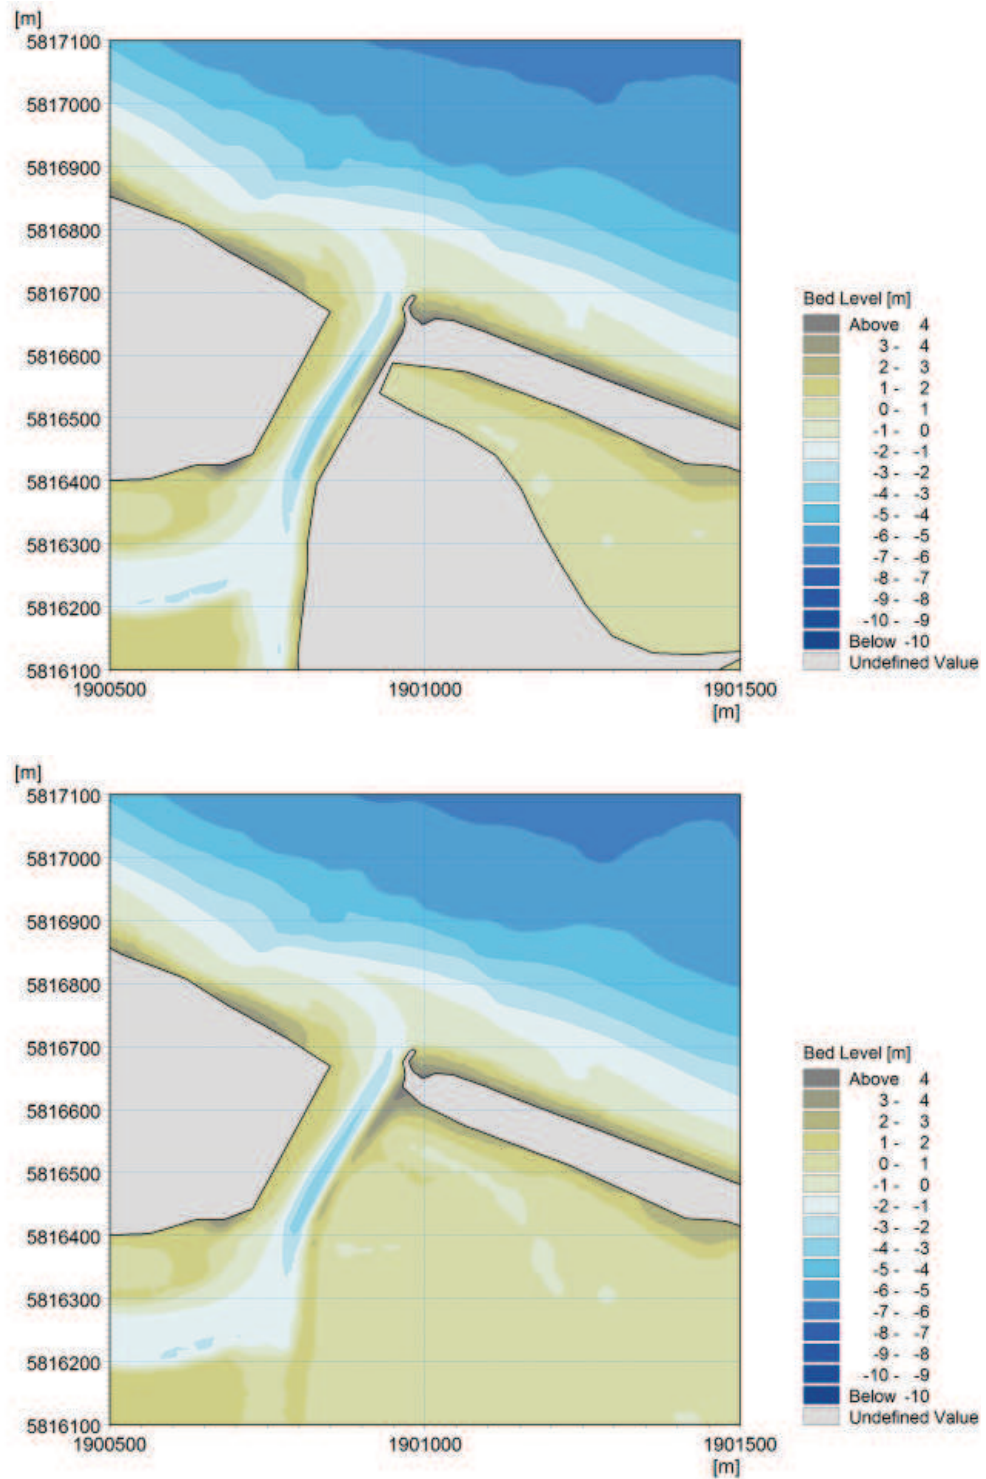 [m]
5817100
5817000
5816900
5816800
5816700
5816600
5816500
5816400
5816300
5816200
5816100
1900500 1901000 1901500
[m]
Bed Level [m]
Above 4
3 - 4
2 - 3
1 - 2
0 - 1
-1 - 0
-2 - -1
-3 - -2
-4 - -3
-5 - -4
-6 - -5
-7 - -6
-8 - -7
-9 - -8
-10 - -9
Below -10
Undefined Value
[m]
5817100
5817000
5816900
5816800
5816700
5816600
5816500
5816400
5816300
5816200
5816100
1900500 1901000 1901500
[m]
Bed Level [m]
Above 4
3 - 4
2 - 3
1 - 2
0 - 1
-1 - 0
-2 - -1
-3 - -2
-4 - -3
-5 - -4
-6 - -5
-7 - -6
-8 - -7
-9 - -8
-10 - -9
Below -10
Undefined Value